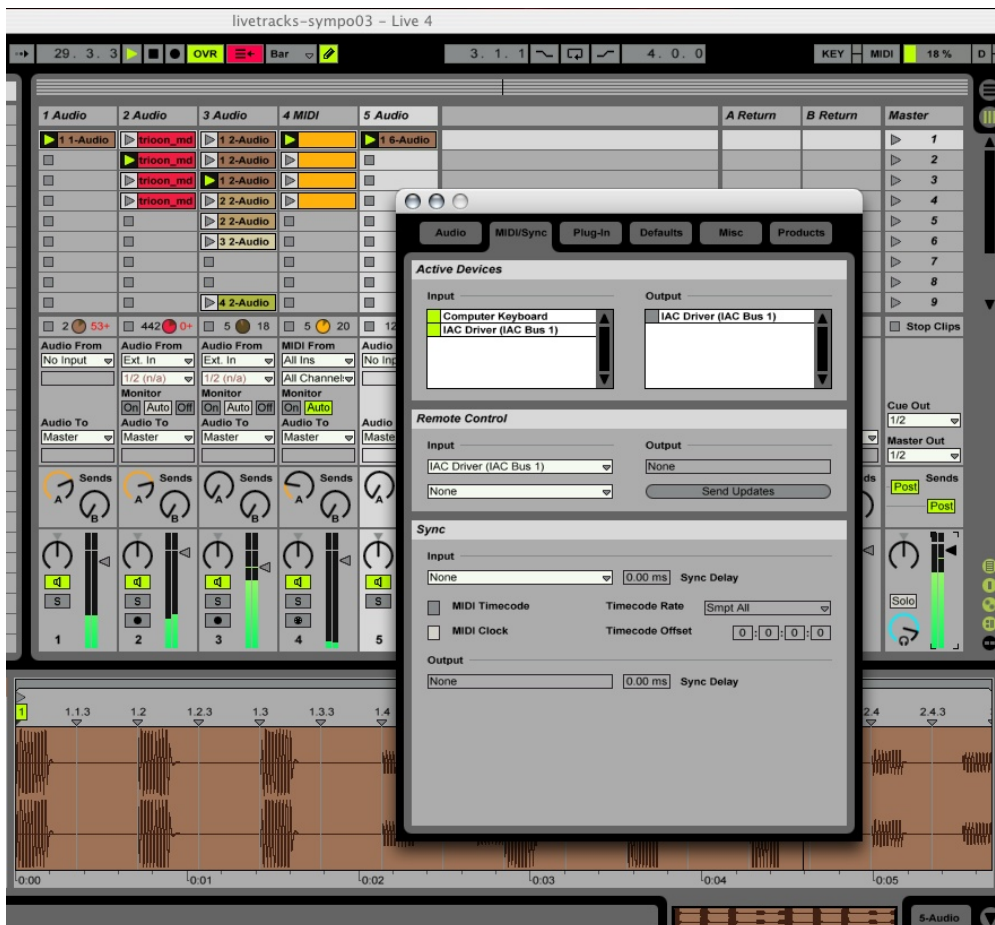 livetracks-sympo03 – Live 4
29. 3. 3 OVR Bar 3. 1. 1 4. 0. 0 KEY MIDI 18 % D
1 Audio 2 Audio 3 Audio 4 MIDI 5 Audio A Return B Return Master
1 1-Audio trioon_md 1 2-Audio 1 6-Audio 1
trioon_md 1 2-Audio 2
trioon_md 1 2-Audio 3
trioon_md 2 2-Audio 4
2 2-Audio 5
3 2-Audio 6
7
8
4 2-Audio 9
2 53+ 442 0+ 5 18 5 20 12 Stop Clips
Audio From Audio From Audio From MIDI From Audio
No Input Ext. In Ext. In All Ins No Inp
1/2 (n/a) 1/2 (n/a) All Channels
Monitor Monitor Monitor
On Auto Off On Auto Off On Auto
Audio To Audio To Audio To Audio To Audio
Master Master Master Master Maste
Cue Out
1/2
Master Out
1/2
Sends Sends Sends Sends ds Sends
A A A A A Post
B B B B Post
S S S S S Solo
1 2 3 4 5
Audio MIDI/Sync Plug-In Defaults Misc Products
Active Devices
Input Output
Computer Keyboard IAC Driver (IAC Bus 1)
IAC Driver (IAC Bus 1)
Remote Control
Input Output
IAC Driver (IAC Bus 1) None
None Send Updates
Sync
Input
None 0.00 ms Sync Delay
MIDI Timecode Timecode Rate Smpt All
MIDI Clock Timecode Offset 0 : 0 : 0 : 0
Output
None 0.00 ms Sync Delay
1 1.1.3 1.2 1.2.3 1.3 1.3.3 1.4 2.4 2.4.3
0:00 0:01 0:02 0:03 0:04 0:05
5-Audio